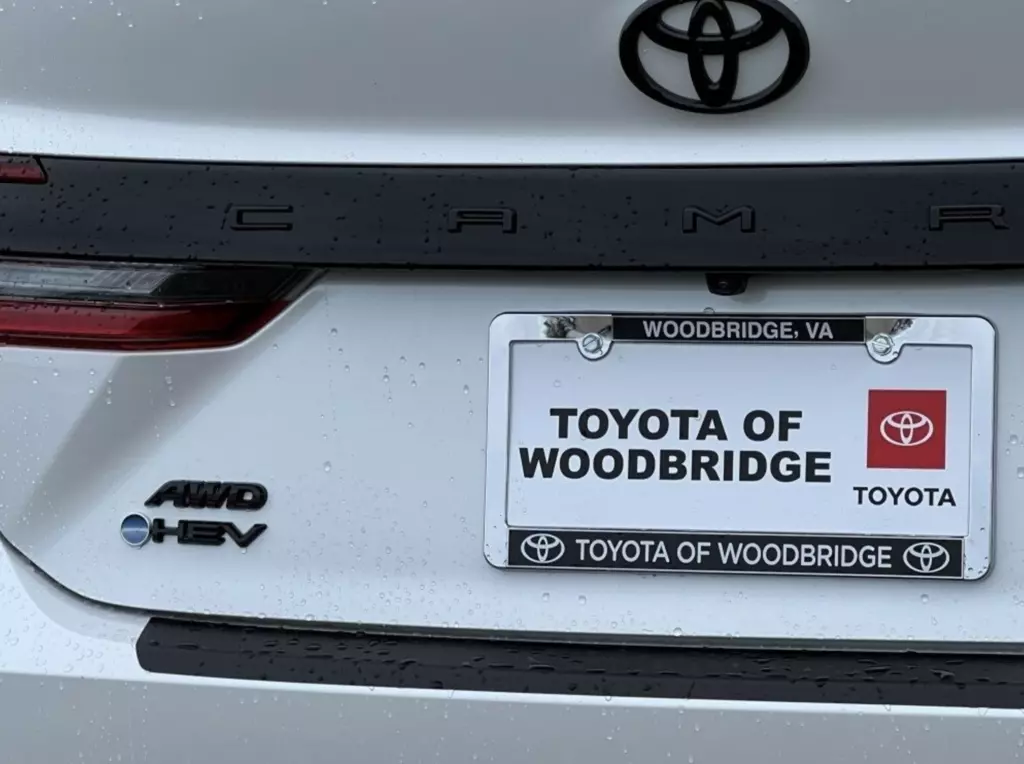 CAMR
WOODBRIDGE, VA
TOYOTA OF
WOODBRIDGE
TOYOTA
AWD
HEV
TOYOTA OF WOODBRIDGE